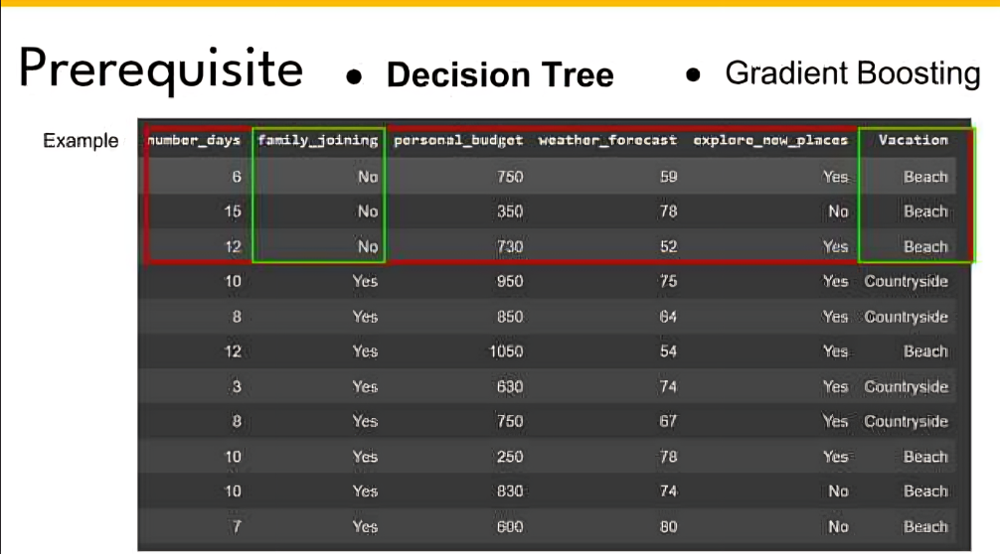 Prerequisite • Decision Tree • Gradient Boosting
Example
number_days family_joining personal_budget weather_forecast explore_new_places Vacation
6 No 750 59 Yes Beach
15 No 350 78 No Beach
12 No 730 52 Yes Beach
10 Yes 950 75 Yes Countryside
8 Yes 850 64 Yes Countryside
12 Yes 1050 54 Yes Beach
3 Yes 630 74 Yes Countryside
8 Yes 750 67 Yes Countryside
10 Yes 250 78 Yes Beach
10 Yes 830 74 No Beach
7 Yes 600 80 No Beach